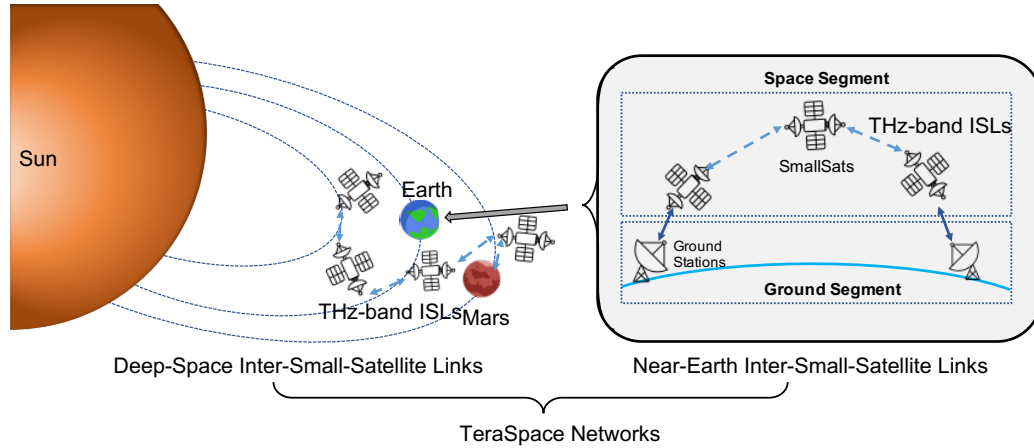 Sun
Earth
THz-band ISLs
Mars
Deep-Space Inter-Small-Satellite Links
Space Segment
THz-band ISLs
SmallSats
Ground
Stations
Ground Segment
Near-Earth Inter-Small-Satellite Links
TeraSpace Networks